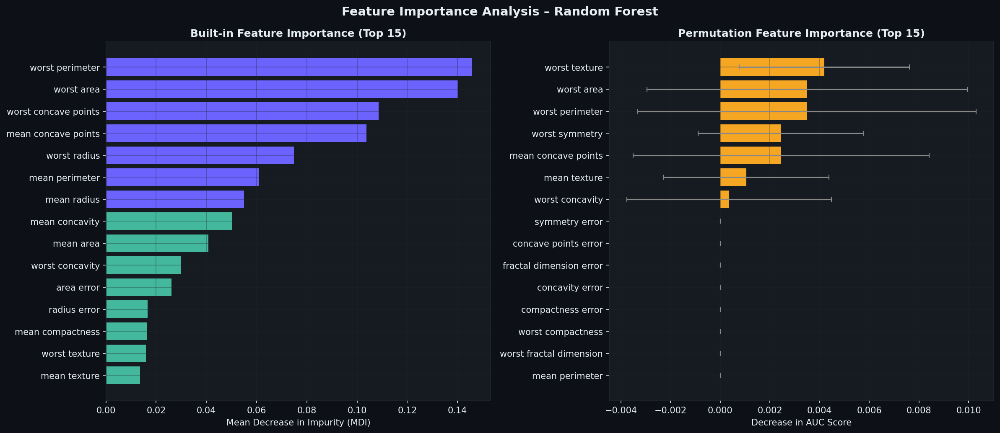 Feature Importance Analysis – Random Forest
Built-in Feature Importance (Top 15)
worst perimeter
worst area
worst concave points
mean concave points
worst radius
mean perimeter
mean radius
mean concavity
mean area
worst concavity
area error
radius error
mean compactness
worst texture
mean texture
0.00 0.02 0.04 0.06 0.08 0.10 0.12 0.14
Mean Decrease in Impurity (MDI)
Permutation Feature Importance (Top 15)
worst texture
worst area
worst perimeter
worst symmetry
mean concave points
mean texture
worst concavity
symmetry error
concave points error
fractal dimension error
concavity error
compactness error
worst compactness
worst fractal dimension
mean perimeter
−0.004 −0.002 0.000 0.002 0.004 0.006 0.008 0.010
Decrease in AUC Score